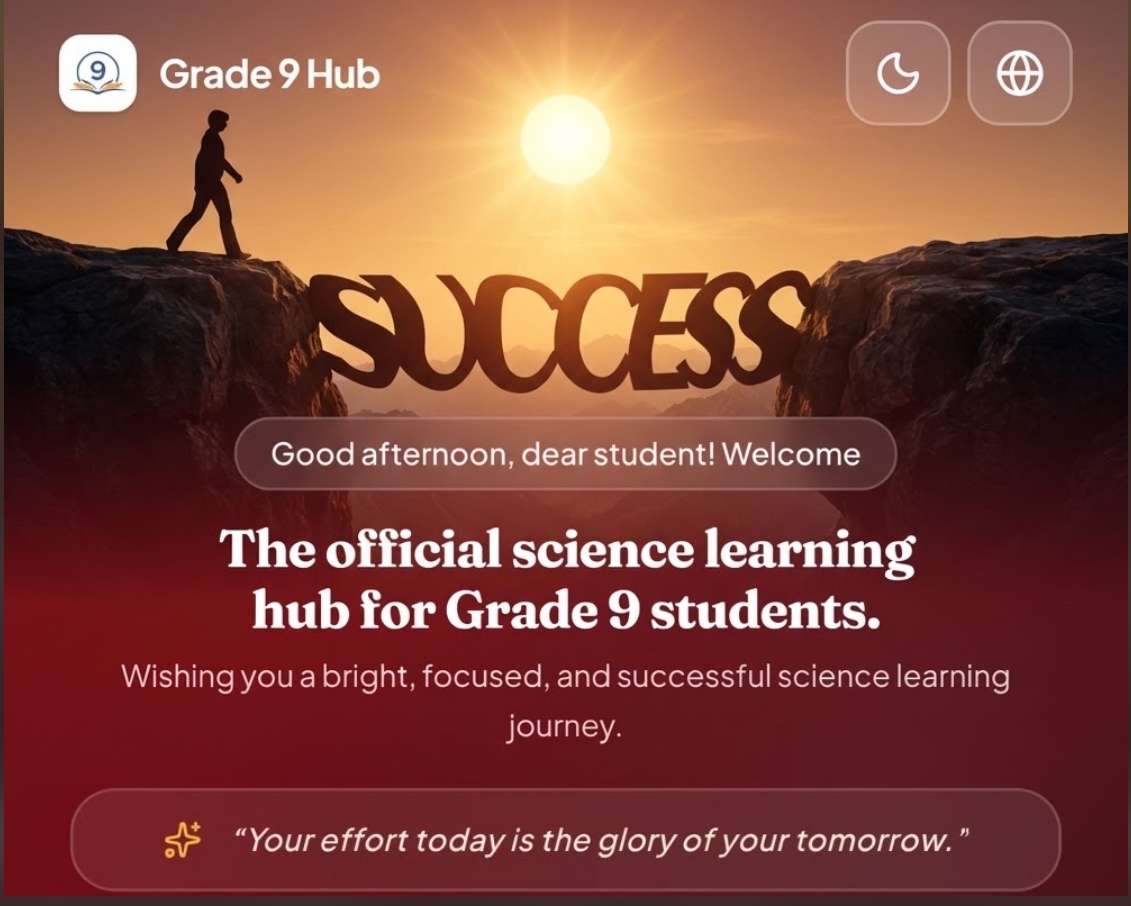 9
Grade 9 Hub
SUCCESS
Good afternoon, dear student! Welcome
The official science learning
hub for Grade 9 students.
Wishing you a bright, focused, and successful science learning
journey.
“Your effort today is the glory of your tomorrow.”